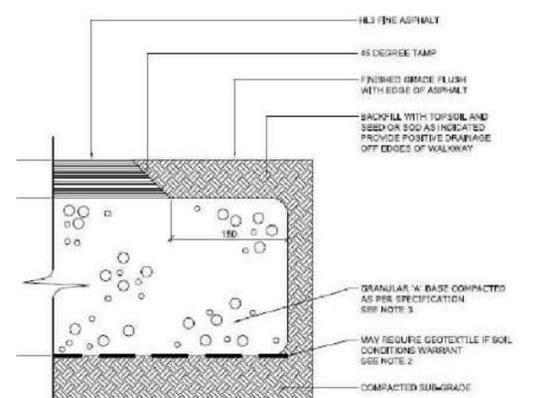 HL3 FINE ASPHALT
45 DEGREE TAMP
FINISHED GRADE FLUSH
WITH EDGE OF ASPHALT
BACKFILL WITH TOPSOIL AND
SEED OR SOD AS INDICATED
PROVIDE POSITIVE DRAINAGE
OFF EDGES OF WALKWAY
150
GRANULAR 'A' BASE COMPACTED
AS PER SPECIFICATION
SEE NOTE 3
MAY REQUIRE GEOTEXTILE IF SOIL
CONDITIONS WARRANT
SEE NOTE 2
COMPACTED SUB-GRADE